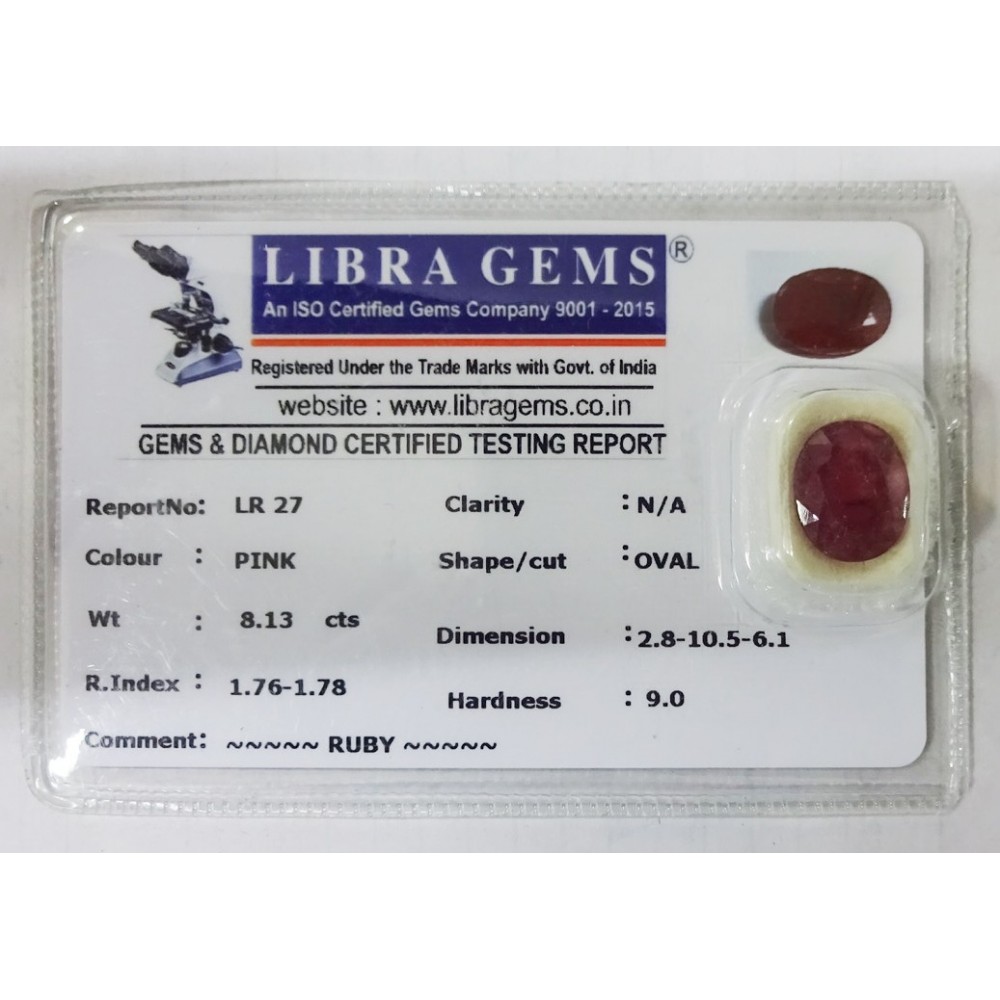 LIBRA GEMS®
An ISO Certified Gems Company 9001 - 2015
Registered Under the Trade Marks with Govt. of India
website : www.libragems.co.in
GEMS & DIAMOND CERTIFIED TESTING REPORT
ReportNo: LR 27 Clarity : N/A
Colour : PINK Shape/cut : OVAL
Wt : 8.13 cts Dimension : 2.8-10.5-6.1
R.Index : 1.76-1.78 Hardness : 9.0
Comment: ~~~~~ RUBY ~~~~~